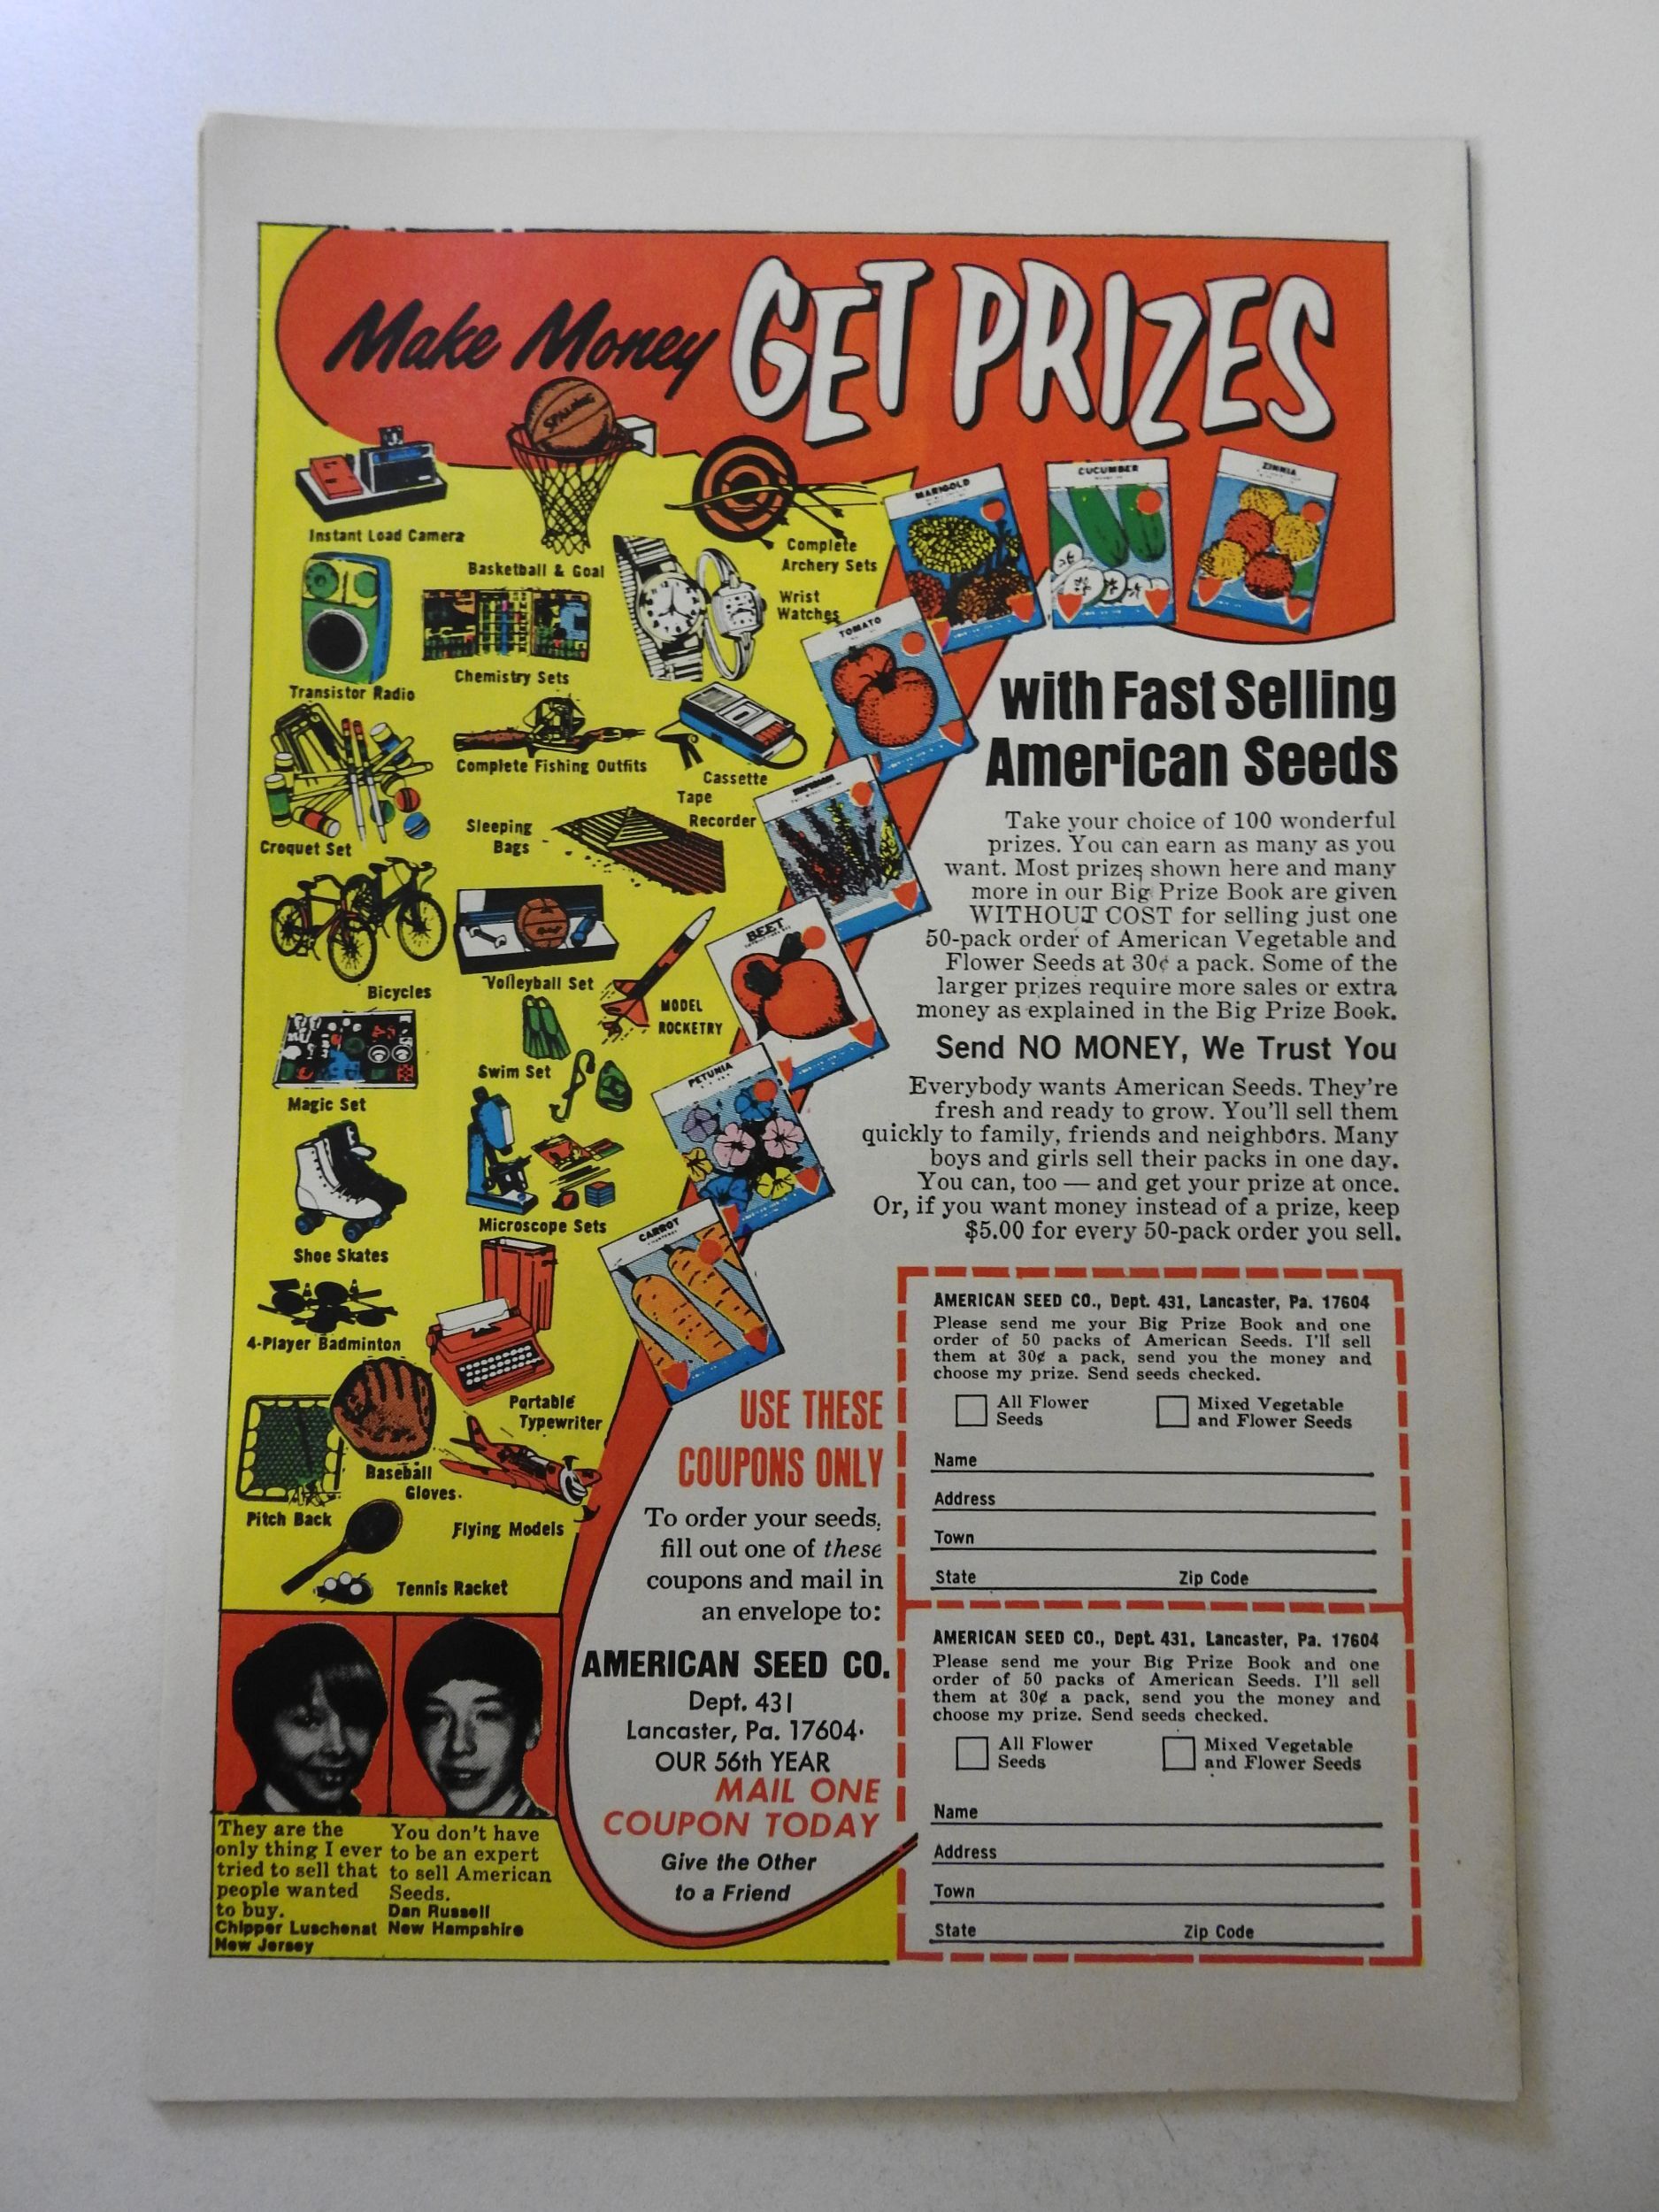 Make Money GET PRIZES
SPALDING
Instant Load Camera
Basketball & Goal
Complete
Archery Sets
Wrist
Watches
Transistor Radio
Chemistry Sets
Complete Fishing Outfits
Cassette
Tape
Recorder
Croquet Set
Sleeping
Bags
Bicycles
Volleyball Set
MODEL
ROCKETRY
Magic Set
Swim Set
Shoe Skates
Microscope Sets
4-Player Badminton
Portable
Typewriter
Baseball
Gloves.
Pitch Back
Flying Models
Tennis Racket
MARIGOLD
CUCUMBER
ZINNIA
TOMATO
BEET
PETUNIA
CARROT
with Fast Selling
American Seeds
Take your choice of 100 wonderful
prizes. You can earn as many as you
want. Most prizes shown here and many
more in our Big Prize Book are given
WITHOUT COST for selling just one
50-pack order of American Vegetable and
Flower Seeds at 30¢ a pack. Some of the
larger prizes require more sales or extra
money as explained in the Big Prize Book.
Send NO MONEY, We Trust You
Everybody wants American Seeds. They're
fresh and ready to grow. You'll sell them
quickly to family, friends and neighbors. Many
boys and girls sell their packs in one day.
You can, too — and get your prize at once.
Or, if you want money instead of a prize, keep
$5.00 for every 50-pack order you sell.
USE THESE
COUPONS ONLY
To order your seeds,
fill out one of these
coupons and mail in
an envelope to:
AMERICAN SEED CO.
Dept. 431
Lancaster, Pa. 17604
OUR 56th YEAR
MAIL ONE
COUPON TODAY
Give the Other
to a Friend
AMERICAN SEED CO., Dept. 431, Lancaster, Pa. 17604
Please send me your Big Prize Book and one
order of 50 packs of American Seeds. I'll sell
them at 30¢ a pack, send you the money and
choose my prize. Send seeds checked.
All Flower
Seeds
Mixed Vegetable
and Flower Seeds
Name
Address
Town
State Zip Code
AMERICAN SEED CO., Dept. 431, Lancaster, Pa. 17604
Please send me your Big Prize Book and one
order of 50 packs of American Seeds. I'll sell
them at 30¢ a pack, send you the money and
choose my prize. Send seeds checked.
All Flower
Seeds
Mixed Vegetable
and Flower Seeds
Name
Address
Town
State Zip Code
They are the
only thing I ever
tried to sell that
people wanted
to buy.
Chipper Luschenat
New Jersey
You don't have
to be an expert
to sell American
Seeds.
Dan Russell
New Hampshire